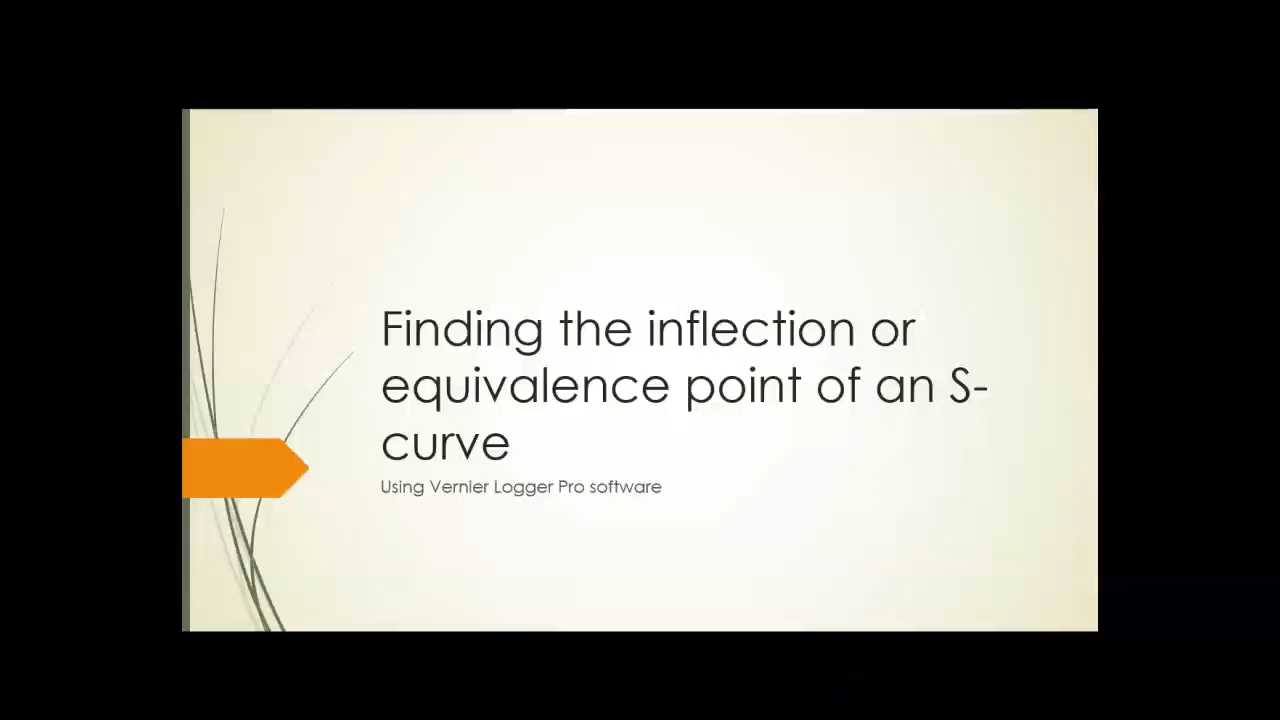 Finding the inflection or
equivalence point of an S-
curve
Using Vernier Logger Pro software